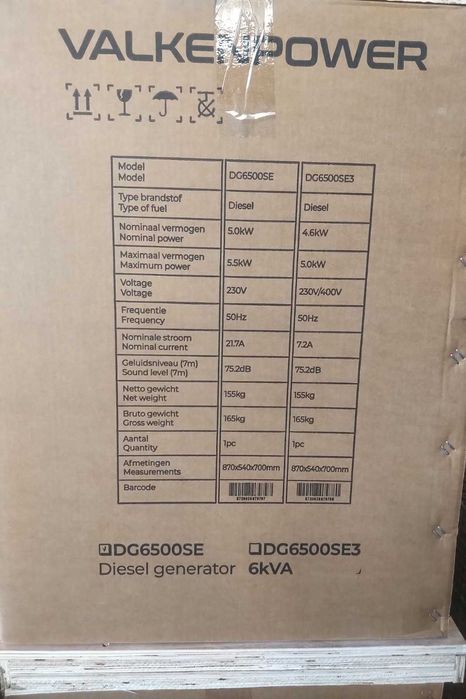 VALKENPOWER
Model DG6500SE DG6500SE3
Model
Type brandstof Diesel Diesel
Type of fuel
Nominaal vermogen 5.0kW 4.6kW
Nominal power
Maximaal vermogen 5.5kW 5.0kW
Maximum power
Voltage 230V 230V/400V
Voltage
Frequentie 50Hz 50Hz
Frequency
Nominale stroom 21.7A 7.2A
Nominal current
Geluidsniveau (7m) 75.2dB 75.2dB
Sound level (7m)
Netto gewicht 155kg 155kg
Net weight
Bruto gewicht 165kg 165kg
Gross weight
Aantal 1pc 1pc
Quantity
Afmetingen 870x540x700mm 870x540x700mm
Measurements
Barcode
☑DG6500SE ☐DG6500SE3
Diesel generator 6kVA